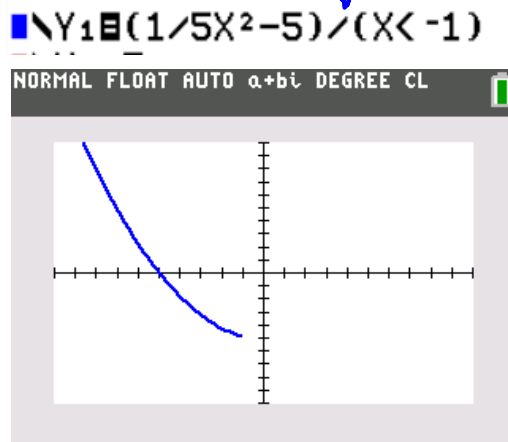 \Y₁=(1/5X²-5)/(X< -1)
NORMAL FLOAT AUTO a+bi DEGREE CL